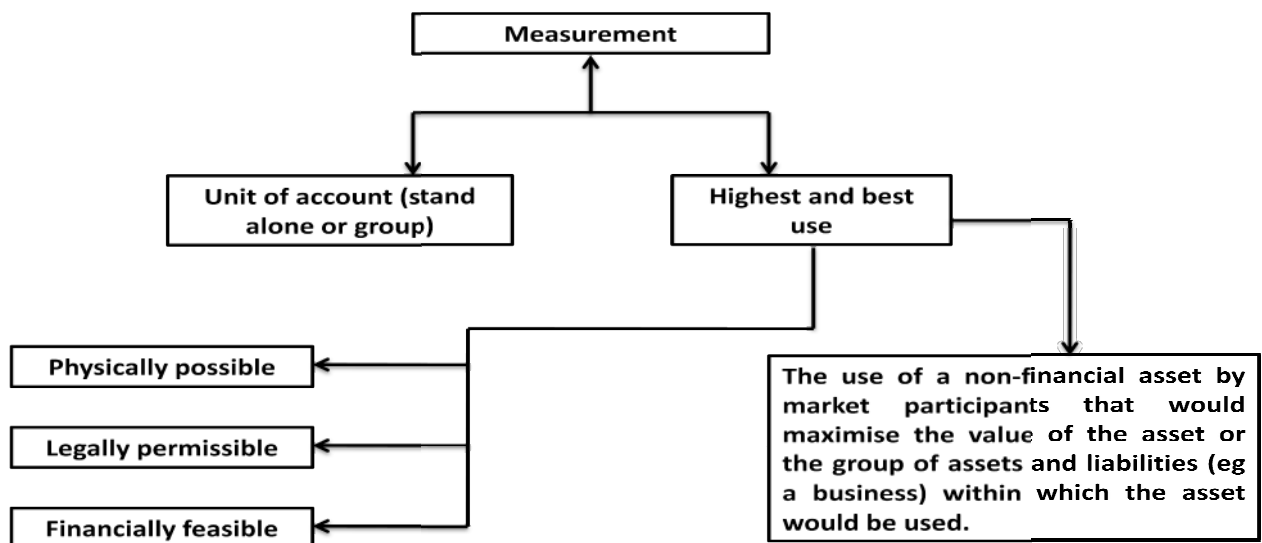 Measurement
Unit of account (stand
alone or group)
Highest and best
use
Physically possible
Legally permissible
Financially feasible
The use of a non-financial asset by
market participants that would
maximise the value of the asset or
the group of assets and liabilities (eg
a business) within which the asset
would be used.